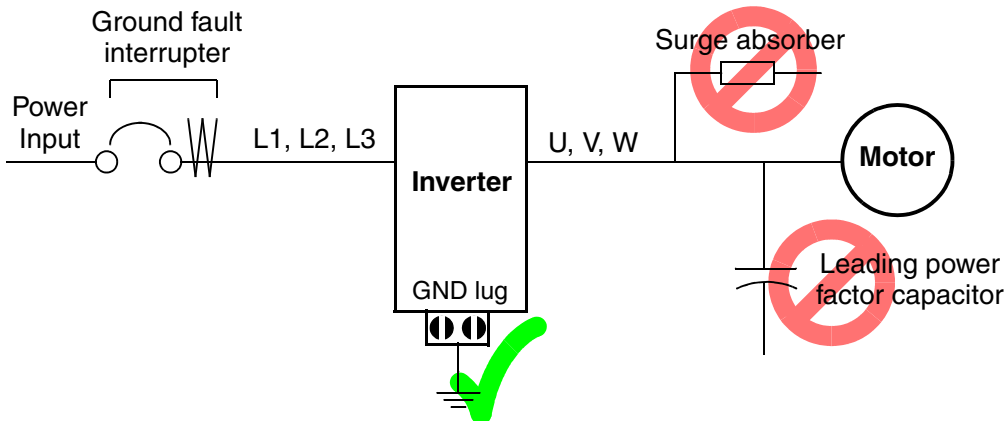 Ground fault
interrupter
Surge absorber
Power
Input
L1, L2, L3
U, V, W
Motor
Inverter
GND lug
Leading power
factor capacitor